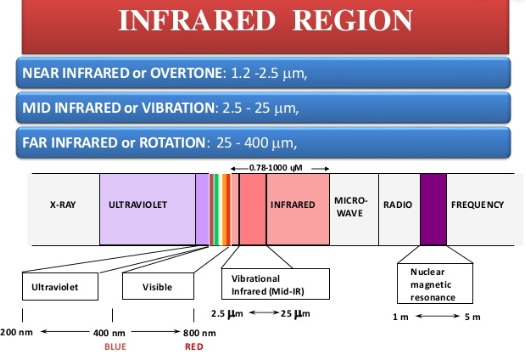 INFRARED REGION
NEAR INFRARED or OVERTONE: 1.2 -2.5 µm,
MID INFRARED or VIBRATION: 2.5 - 25 µm,
FAR INFRARED or ROTATION: 25 - 400 µm,
0.78-1000 uM
X-RAY
ULTRAVIOLET
INFRARED
MICRO-
WAVE
RADIO
FREQUENCY
Ultraviolet
Visible
Vibrational
Infrared (Mid-IR)
Nuclear
magnetic
resonance
2.5 µm
25 µm
1 m
5 m
200 nm
400 nm
800 nm
BLUE
RED